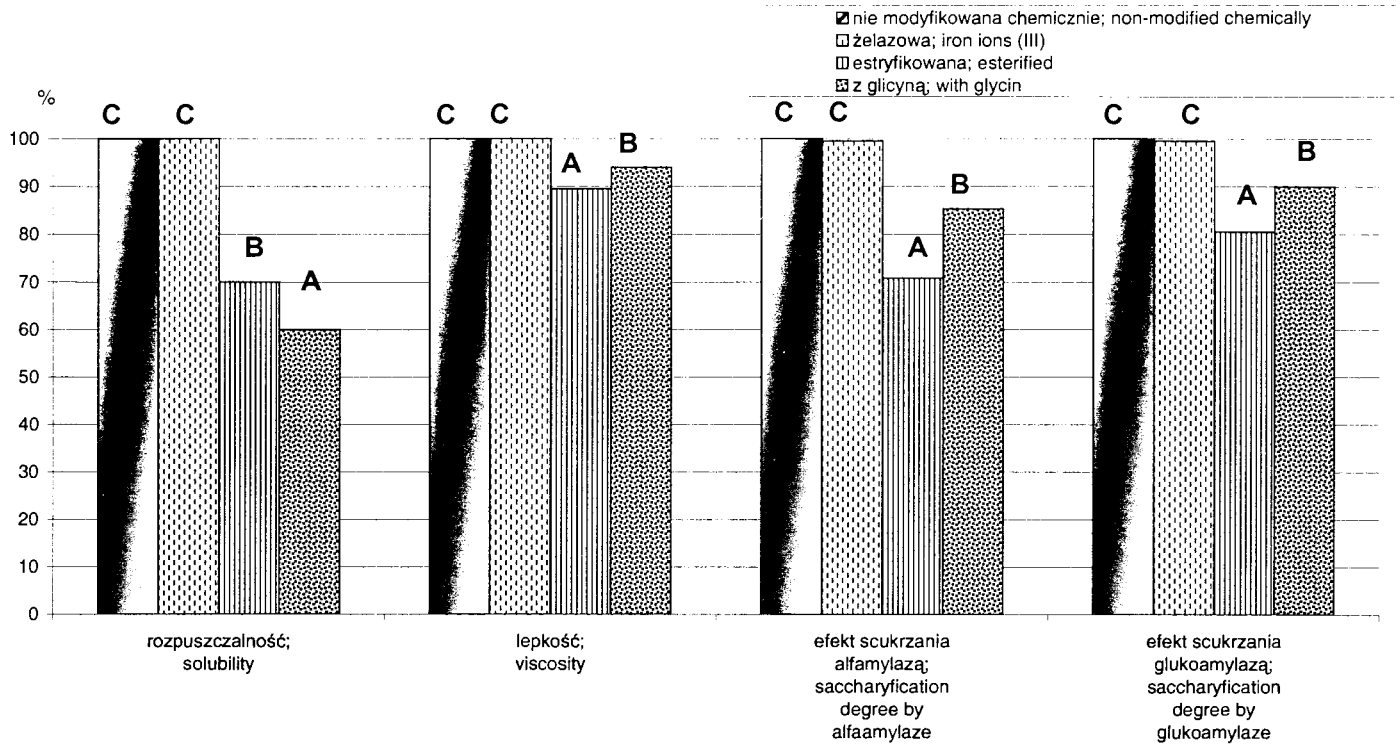 nie modyfikowana chemicznie; non-modified chemically
żelazowa; iron ions (III)
estryfikowana; esterified
z glicyną; with glycin
%
C C C C C C C C
B A A B A B A B
100
90
80
70
60
50
40
30
20
10
0
rozpuszczalność;
solubility
lepkość;
viscosity
efekt scukrzania
alfamylazą;
saccharyfication
degree by
alfaamylaze
efekt scukrzania
glukoamylazą;
saccharyfication
degree by
glukoamylaze